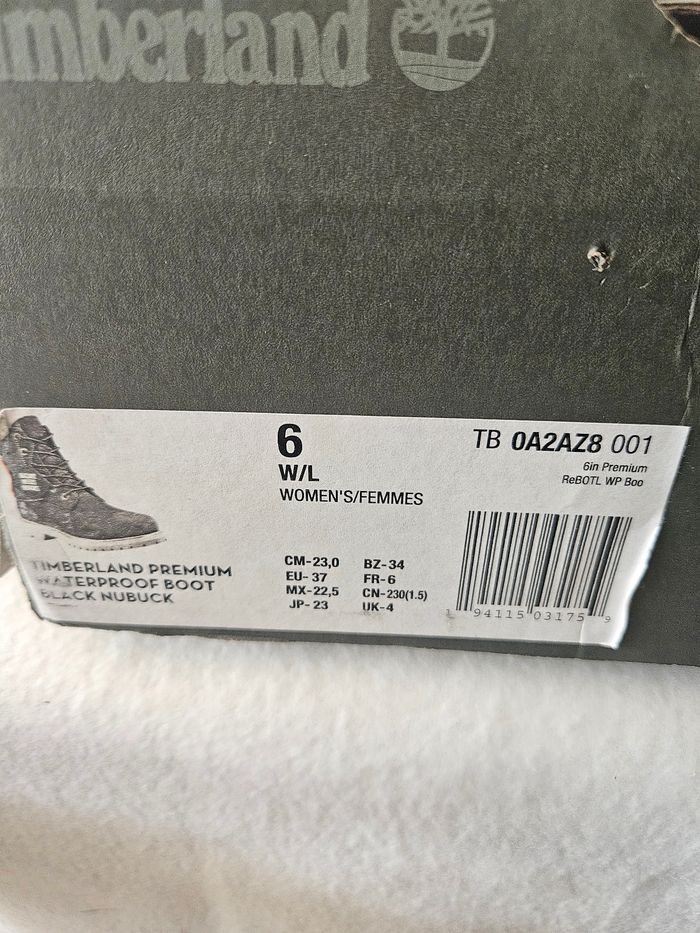 imberland
6
W/L
WOMEN'S/FEMMES
TB 0A2AZ8 001
6in Premium
ReBOTL WP Boo
TIMBERLAND PREMIUM
WATERPROOF BOOT
BLACK NUBUCK
CM-23,0 BZ-34
EU- 37 FR-6
MX-22,5 CN-230(1.5)
JP- 23 UK-4
1 94115 03175 9